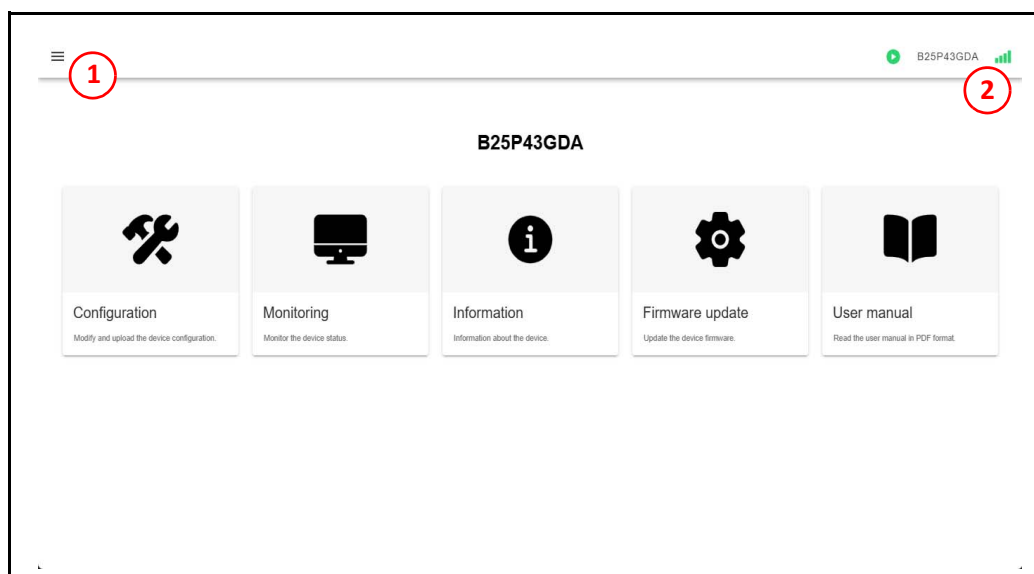 1
B25P43GDA
2
B25P43GDA
Configuration
Modify and upload the device configuration.
Monitoring
Monitor the device status.
Information
Information about the device.
Firmware update
Update the device firmware.
User manual
Read the user manual in PDF format.